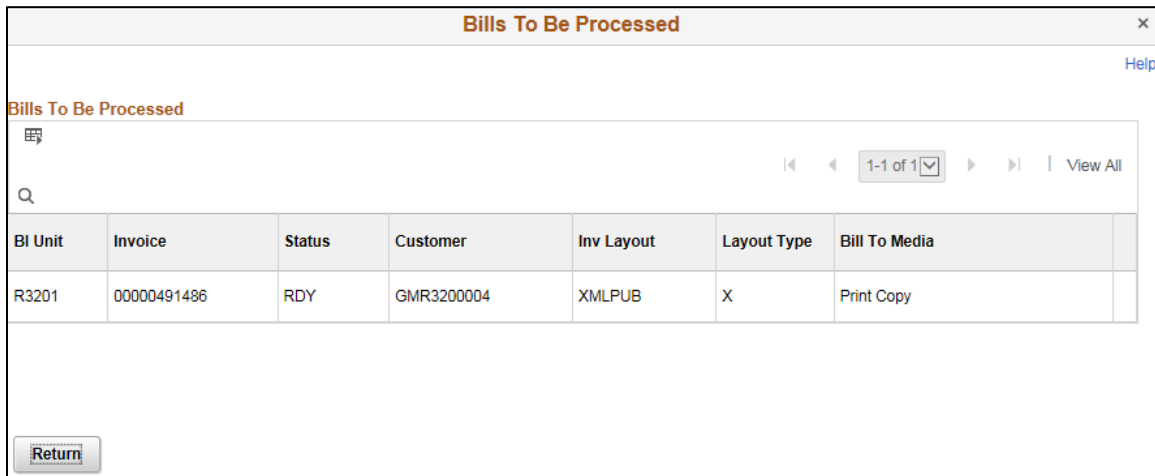 Bills To Be Processed
×
Help
Bills To Be Processed
1-1 of 1
| View All
BI Unit Invoice Status Customer Inv Layout Layout Type Bill To Media
R3201 00000491486 RDY GMR3200004 XMLPUB X Print Copy
Return